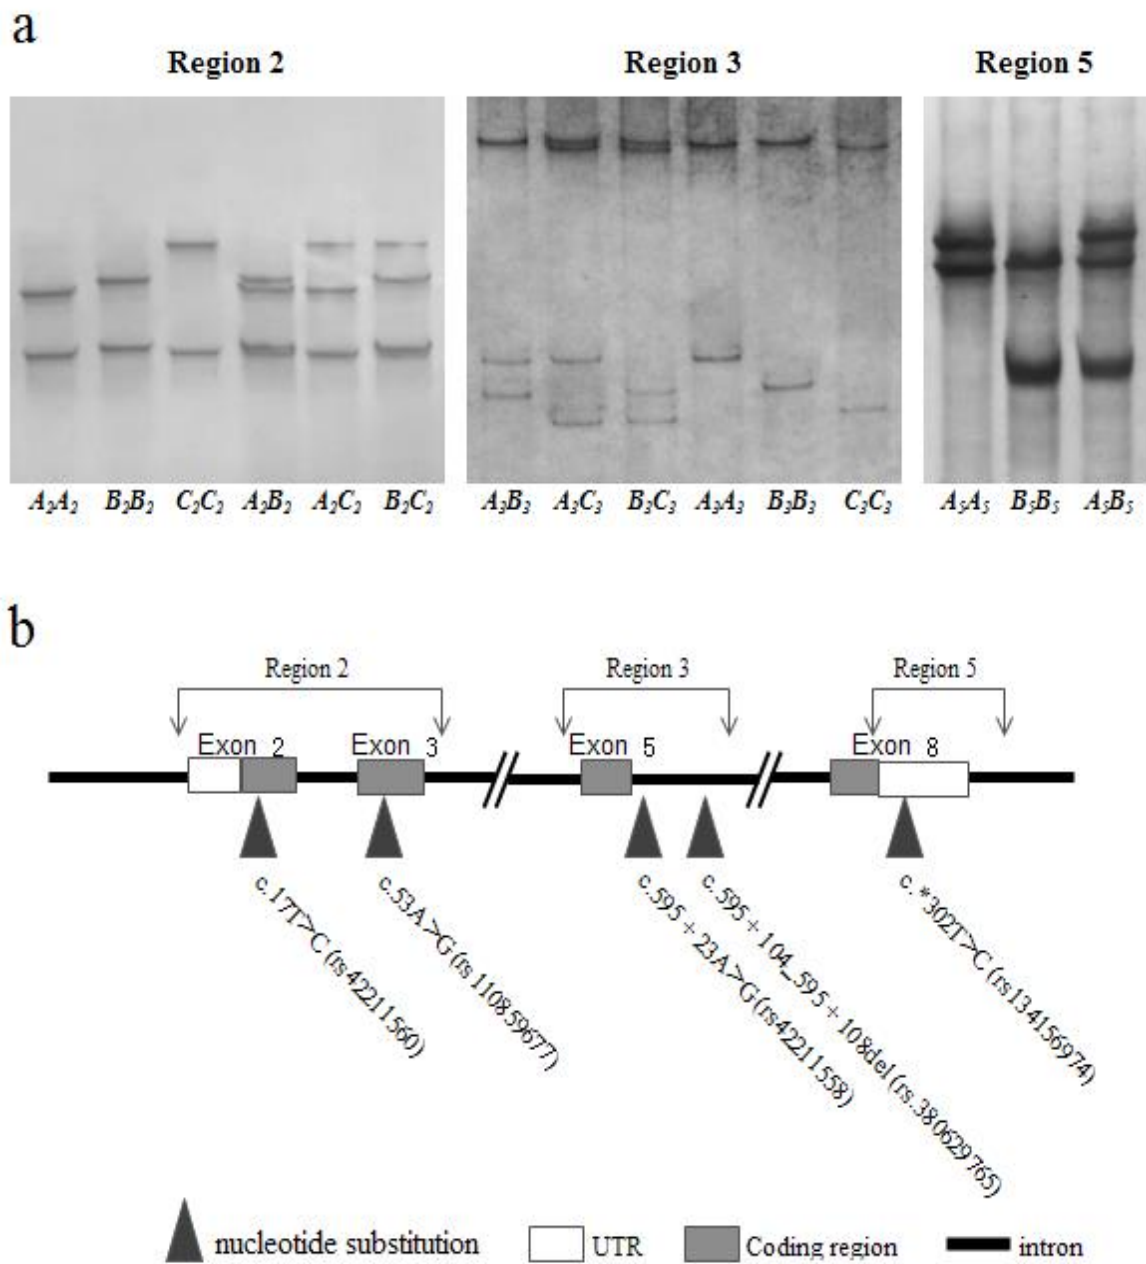 a
Region 2
Region 3
Region 5
A₂A₂ B₂B₂ C₂C₂ A₂B₂ A₂C₂ B₂C₂
A₃B₃ A₃C₃ B₃C₃ A₃A₃ B₃B₃ C₃C₃
A₅A₅ B₅B₅ A₅B₅
b
Region 2
Region 3
Region 5
Exon 2
Exon 3
Exon 5
Exon 8
c.17T>C(rs42211560)
c.53A>G(rs110859677)
c.595+23A>G(rs42211558)
c.595+104_595+108del(rs.380629765)
c.*302T>C(rs134156974)
nucleotide substitution
UTR
Coding region
intron